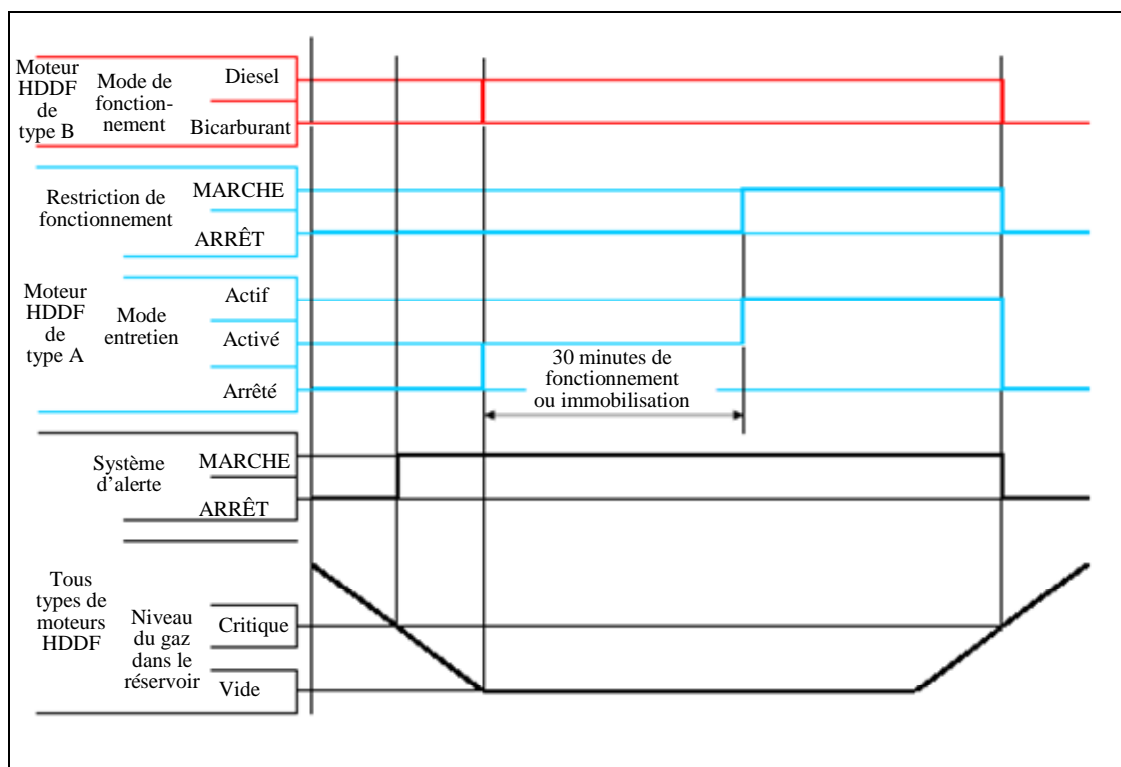 Moteur
HDDF
de
type B
Mode de
fonction-
nement
Diesel
Bicarburant
Restriction de
fonctionnement
MARCHE
ARRÊT
Moteur
HDDF
de
type A
Mode
entretien
Actif
Activé
Arrêté
30 minutes de
fonctionnement
ou immobilisation
Système
d'alerte
MARCHE
ARRÊT
Tous
types de
moteurs
HDDF
Niveau
du gaz
dans le
réservoir
Critique
Vide